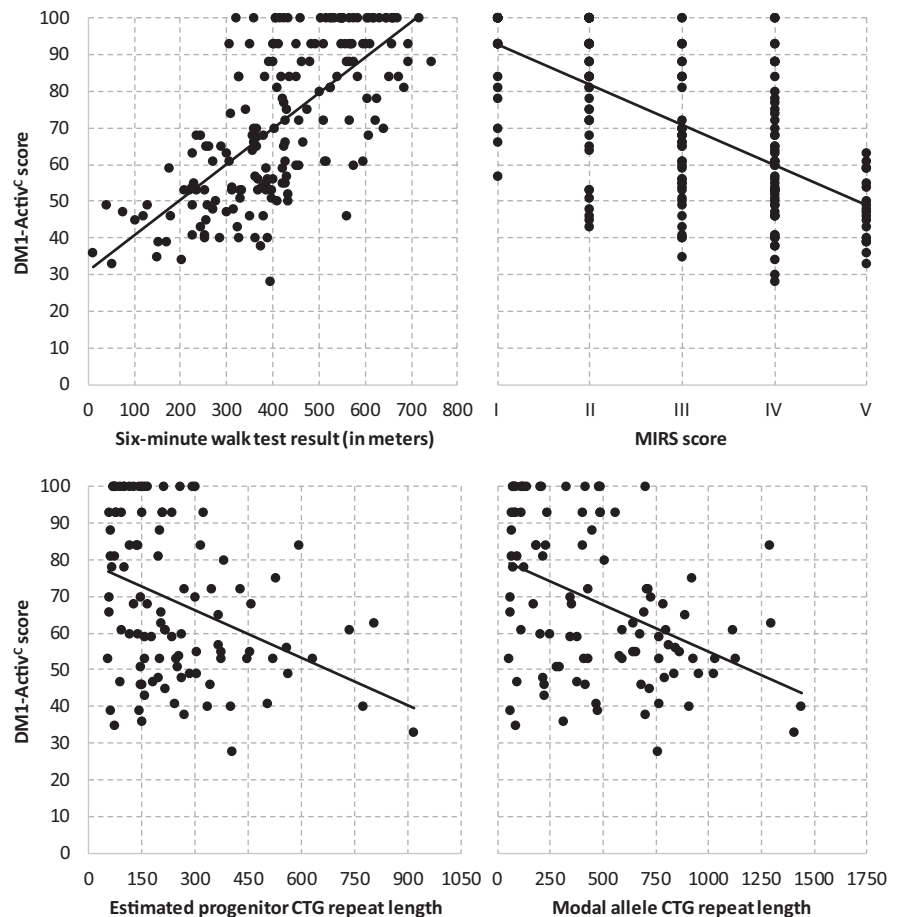 DM1-Activᶜ score
100
90
80
70
60
50
40
30
20
10
0
0 100 200 300 400 500 600 700 800
Six-minute walk test result (in meters)
I II III IV V
MIRS score
DM1-Activᶜ score
100
90
80
70
60
50
40
30
20
10
0
0 150 300 450 600 750 900 1050
Estimated progenitor CTG repeat length
0 250 500 750 1000 1250 1500 1750
Modal allele CTG repeat length